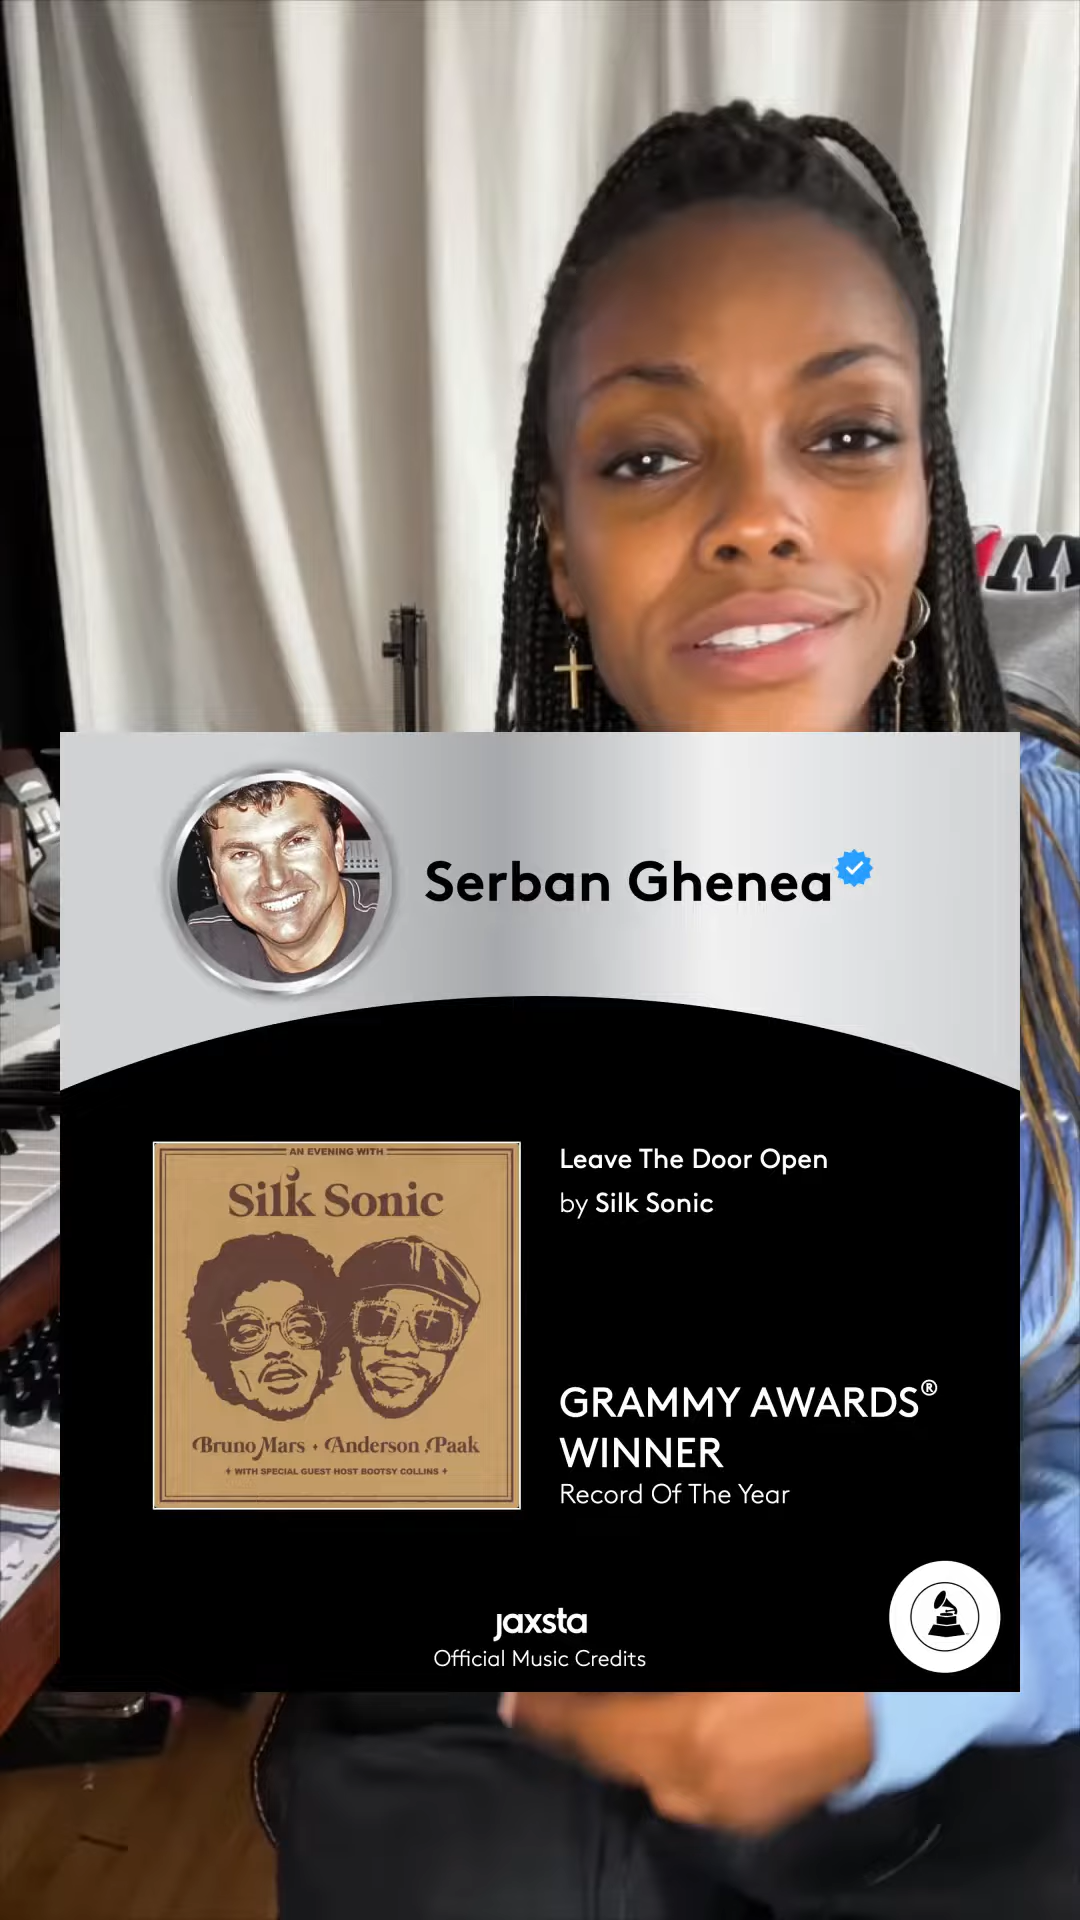 Serban Ghenea
AN EVENING WITH
Silk Sonic
Bruno Mars + Anderson .Paak
+ WITH SPECIAL GUEST HOST BOOTSY COLLINS +
Leave The Door Open
by Silk Sonic
GRAMMY AWARDS®
WINNER
Record Of The Year
jaxsta
Official Music Credits